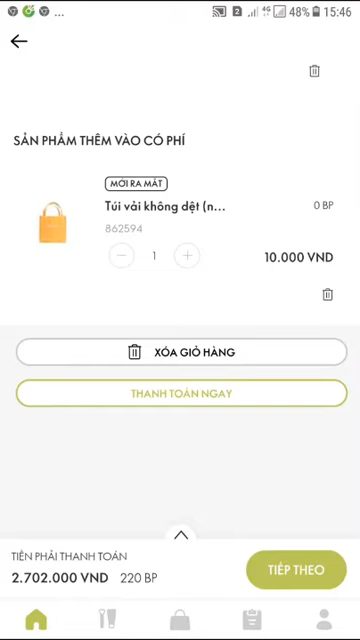 ... 2 4G 48% 15:46
SẢN PHẨM THÊM VÀO CÓ PHÍ
MỚI RA MẮT
Túi vải không dệt (n... 0 BP
862594
1 10.000 VND
XÓA GIỎ HÀNG
THANH TOÁN NGAY
TIỀN PHẢI THANH TOÁN
2.702.000 VND 220 BP
TIẾP THEO